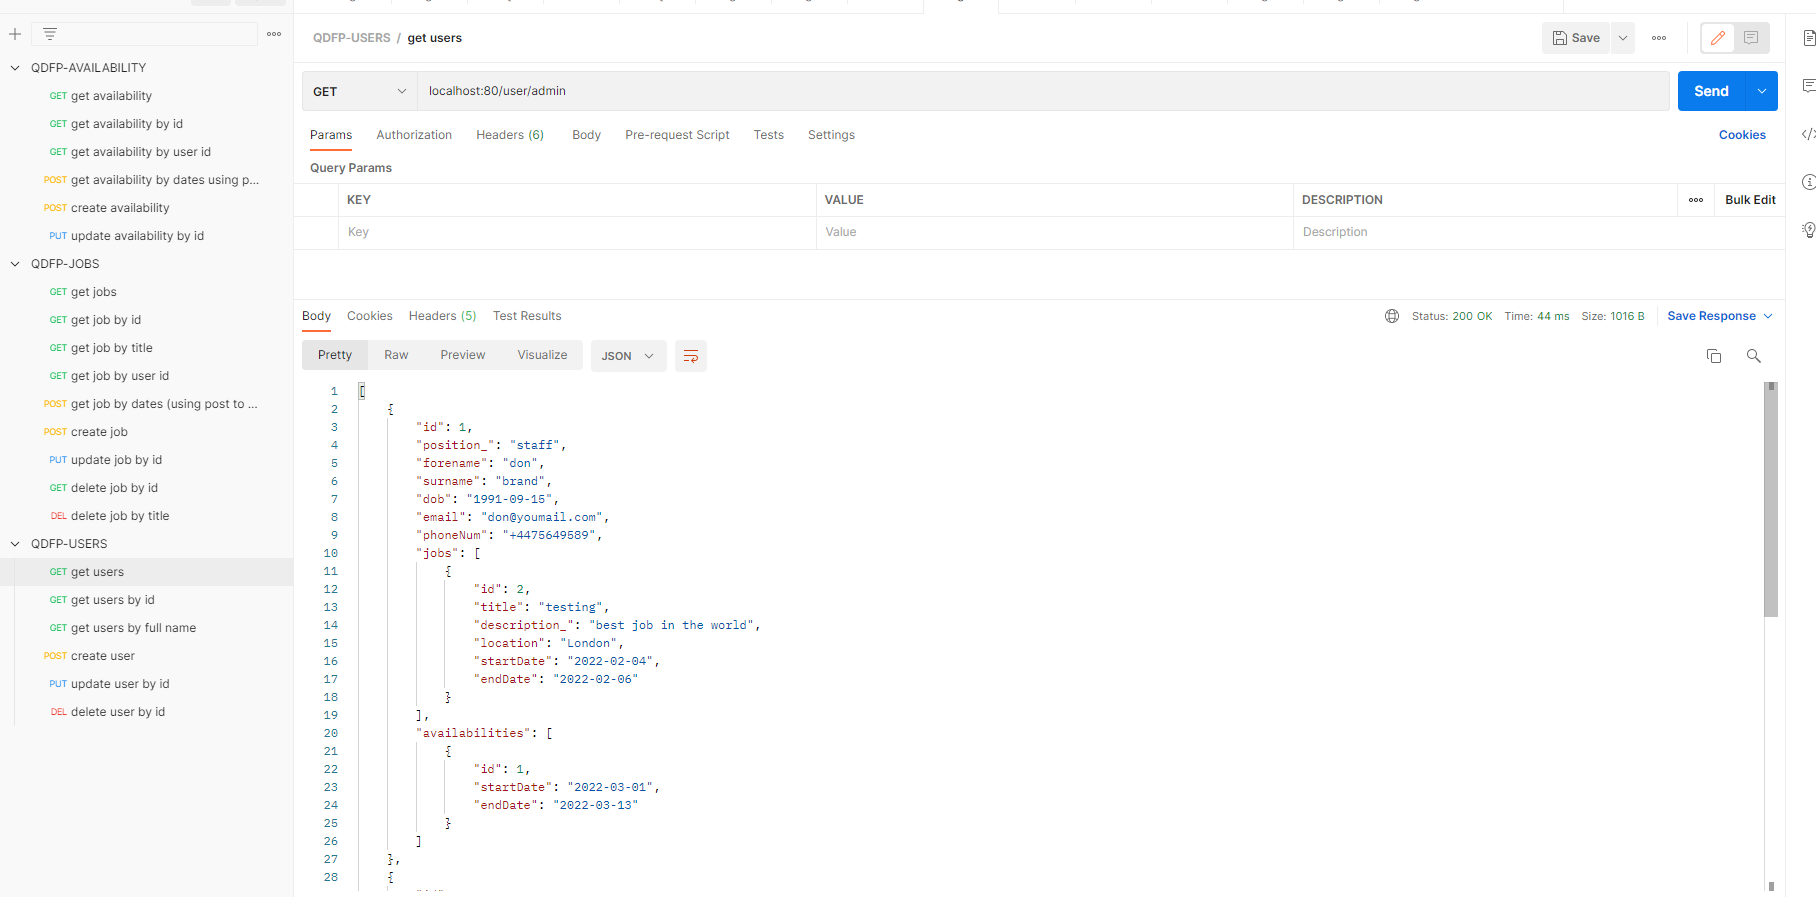 QDFP-USERS / get users
Save
QDFP-AVAILABILITY
GET get availability
GET get availability by id
GET get availability by user id
POST get availability by dates using p...
POST create availability
PUT update availability by id
QDFP-JOBS
GET get jobs
GET get job by id
GET get job by title
GET get job by user id
POST get job by dates (using post to ...
POST create job
PUT update job by id
GET delete job by id
DEL delete job by title
QDFP-USERS
GET get users
GET get users by id
GET get users by full name
POST create user
PUT update user by id
DEL delete user by id
GET localhost:80/user/admin Send
Params Authorization Headers (6) Body Pre-request Script Tests Settings Cookies
Query Params
KEY VALUE DESCRIPTION Bulk Edit
Key Value Description
Body Cookies Headers (5) Test Results Status: 200 OK Time: 44 ms Size: 1016 B Save Response
Pretty Raw Preview Visualize JSON
1 [
2 {
3 "id": 1,
4 "position_": "staff",
5 "forename": "don",
6 "surname": "brand",
7 "dob": "1991-09-15",
8 "email": "don@youmail.com",
9 "phoneNum": "+4475649589",
10 "jobs": [
11 {
12 "id": 2,
13 "title": "testing",
14 "description_": "best job in the world",
15 "location": "London",
16 "startDate": "2022-02-04",
17 "endDate": "2022-02-06"
18 }
19 ],
20 "availabilities": [
21 {
22 "id": 1,
23 "startDate": "2022-03-01",
24 "endDate": "2022-03-13"
25 }
26 ]
27 },
28 {